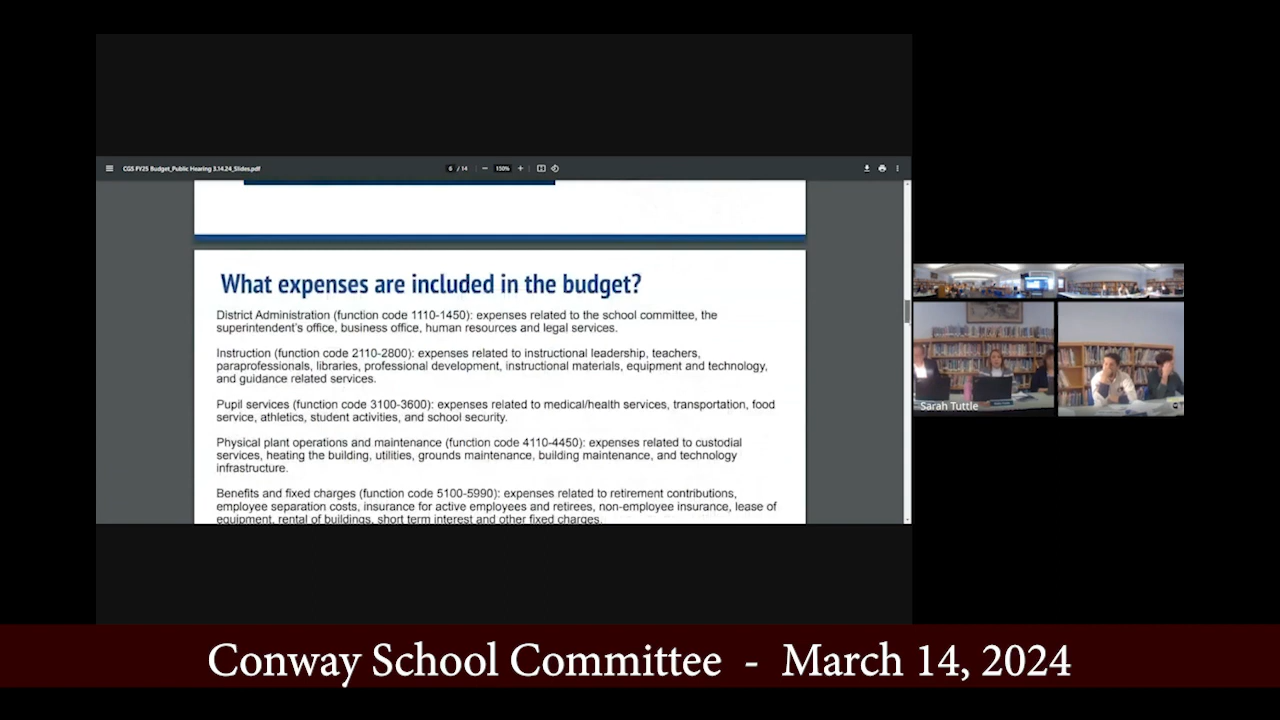 CGS FY25 Budget_Public Hearing 3.14.24_Slides.pdf
6 / 14
150%
What expenses are included in the budget?
District Administration (function code 1110-1450): expenses related to the school committee, the
superintendent's office, business office, human resources and legal services.
Instruction (function code 2110-2800): expenses related to instructional leadership, teachers,
paraprofessionals, libraries, professional development, instructional materials, equipment and technology,
and guidance related services.
Pupil services (function code 3100-3600): expenses related to medical/health services, transportation, food
service, athletics, student activities, and school security.
Physical plant operations and maintenance (function code 4110-4450): expenses related to custodial
services, heating the building, utilities, grounds maintenance, building maintenance, and technology
infrastructure.
Benefits and fixed charges (function code 5100-5990): expenses related to retirement contributions,
employee separation costs, insurance for active employees and retirees, non-employee insurance, lease of
equipment, rental of buildings, short term interest and other fixed charges.
Sarah Tuttle
Conway School Committee - March 14, 2024